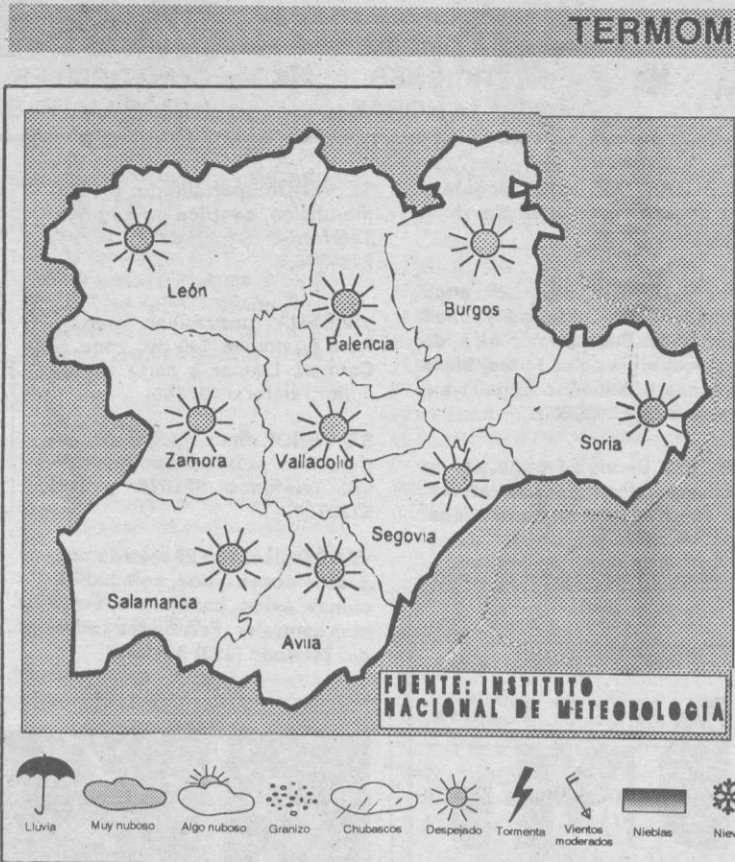 TERMOM
León
Burgos
Palencia
Soria
Zamora
Valladolid
Segovia
Salamanca
Avila
FUENTE: INSTITUTO
NACIONAL DE METEOROLOGIA
Lluvia
Muy nuboso
Algo nuboso
Granizo
Chubascos
Despejado
Tormenta
Vientos
moderados
Nieblas
Niev